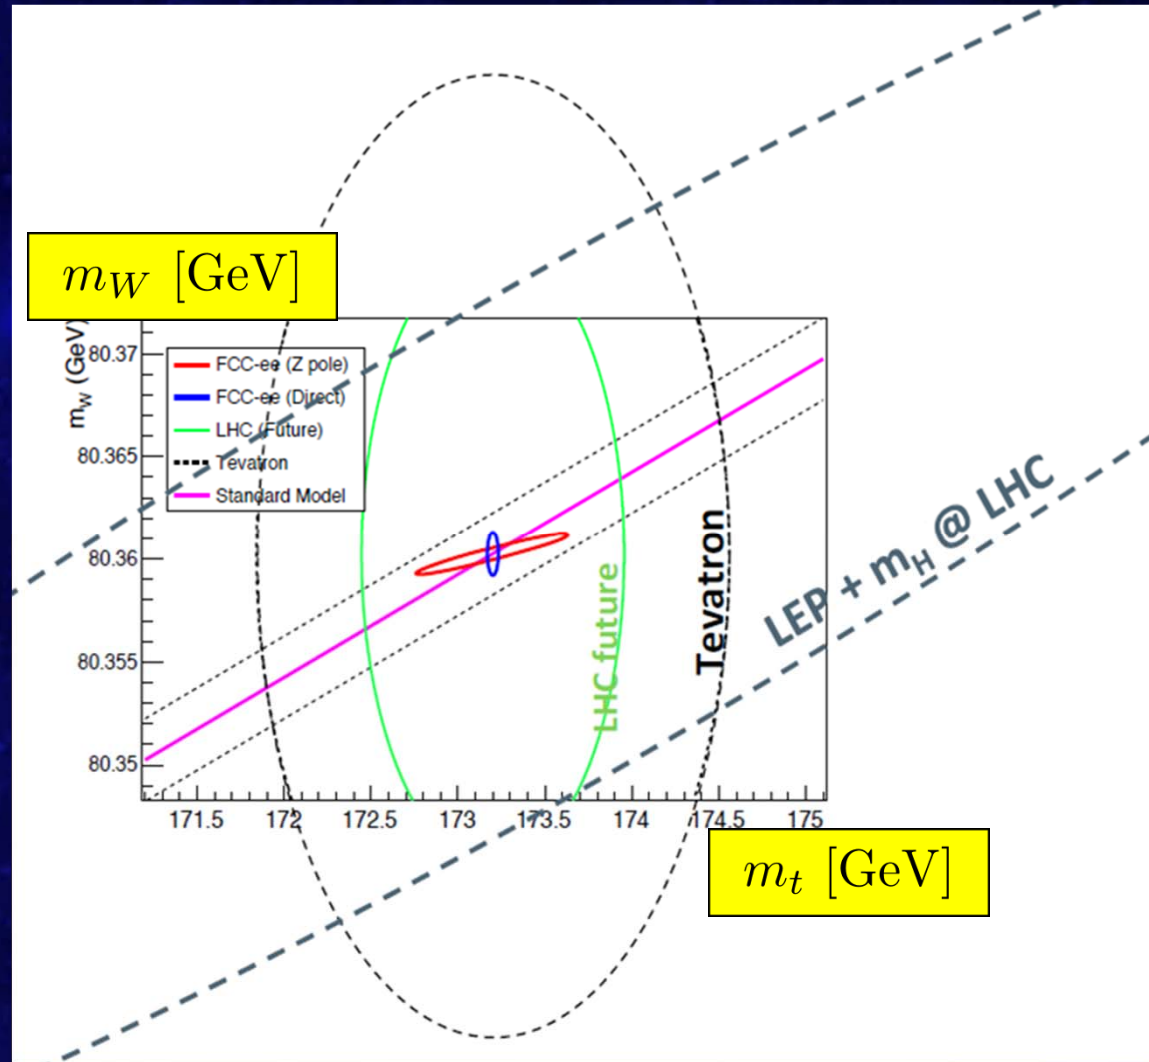 m_W [GeV]
m_W (GeV)
80.37
80.365
80.36
80.355
80.35
FCC-ee (Z pole)
FCC-ee (Direct)
LHC (Future)
Tevatron
Standard Model
LHC future
Tevatron
LEP + m_H @ LHC
171.5 172 172.5 173 173.5 174 174.5 175
m_t [GeV]